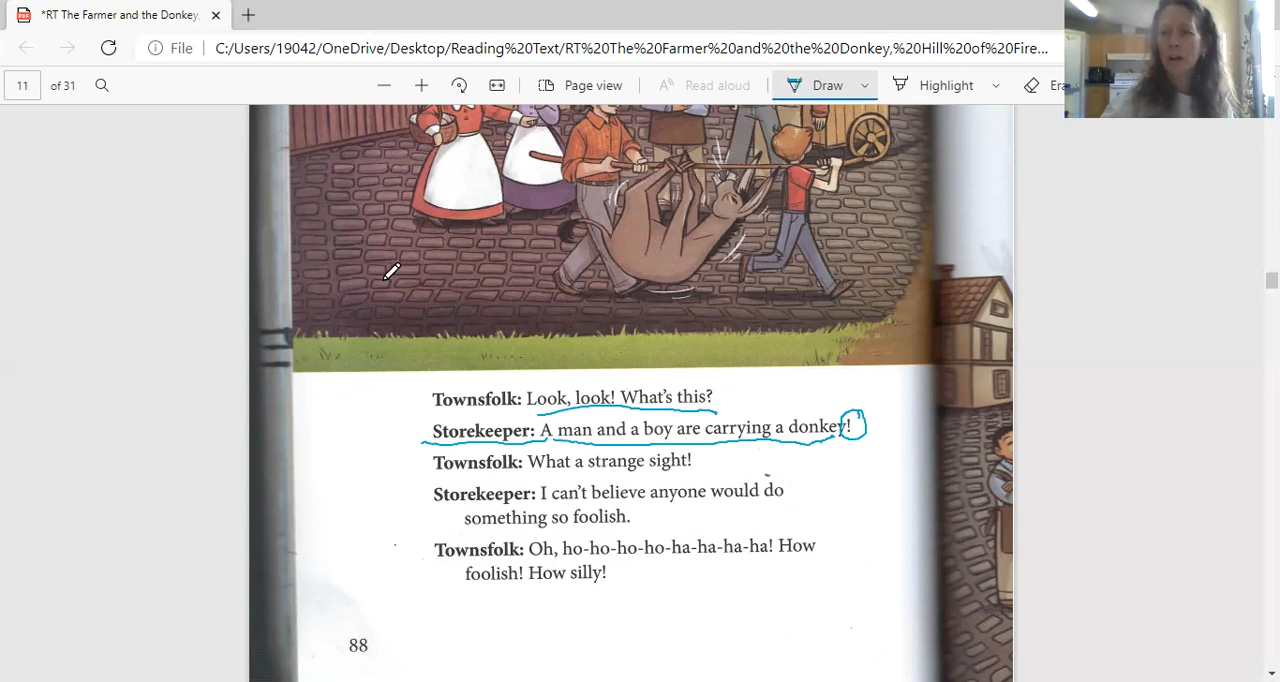 *RT The Farmer and the Donkey,
File C:/Users/19042/OneDrive/Desktop/Reading%20Text/RT%20The%20Farmer%20and%20the%20Donkey,%20Hill%20of%20Fire...
11 of 31 Page view Read aloud Draw Highlight
Townsfolk: Look, look! What's this?
Storekeeper: A man and a boy are carrying a donkey!
Townsfolk: What a strange sight!
Storekeeper: I can't believe anyone would do
something so foolish.
Townsfolk: Oh, ho-ho-ho-ho-ha-ha-ha-ha! How
foolish! How silly!
88